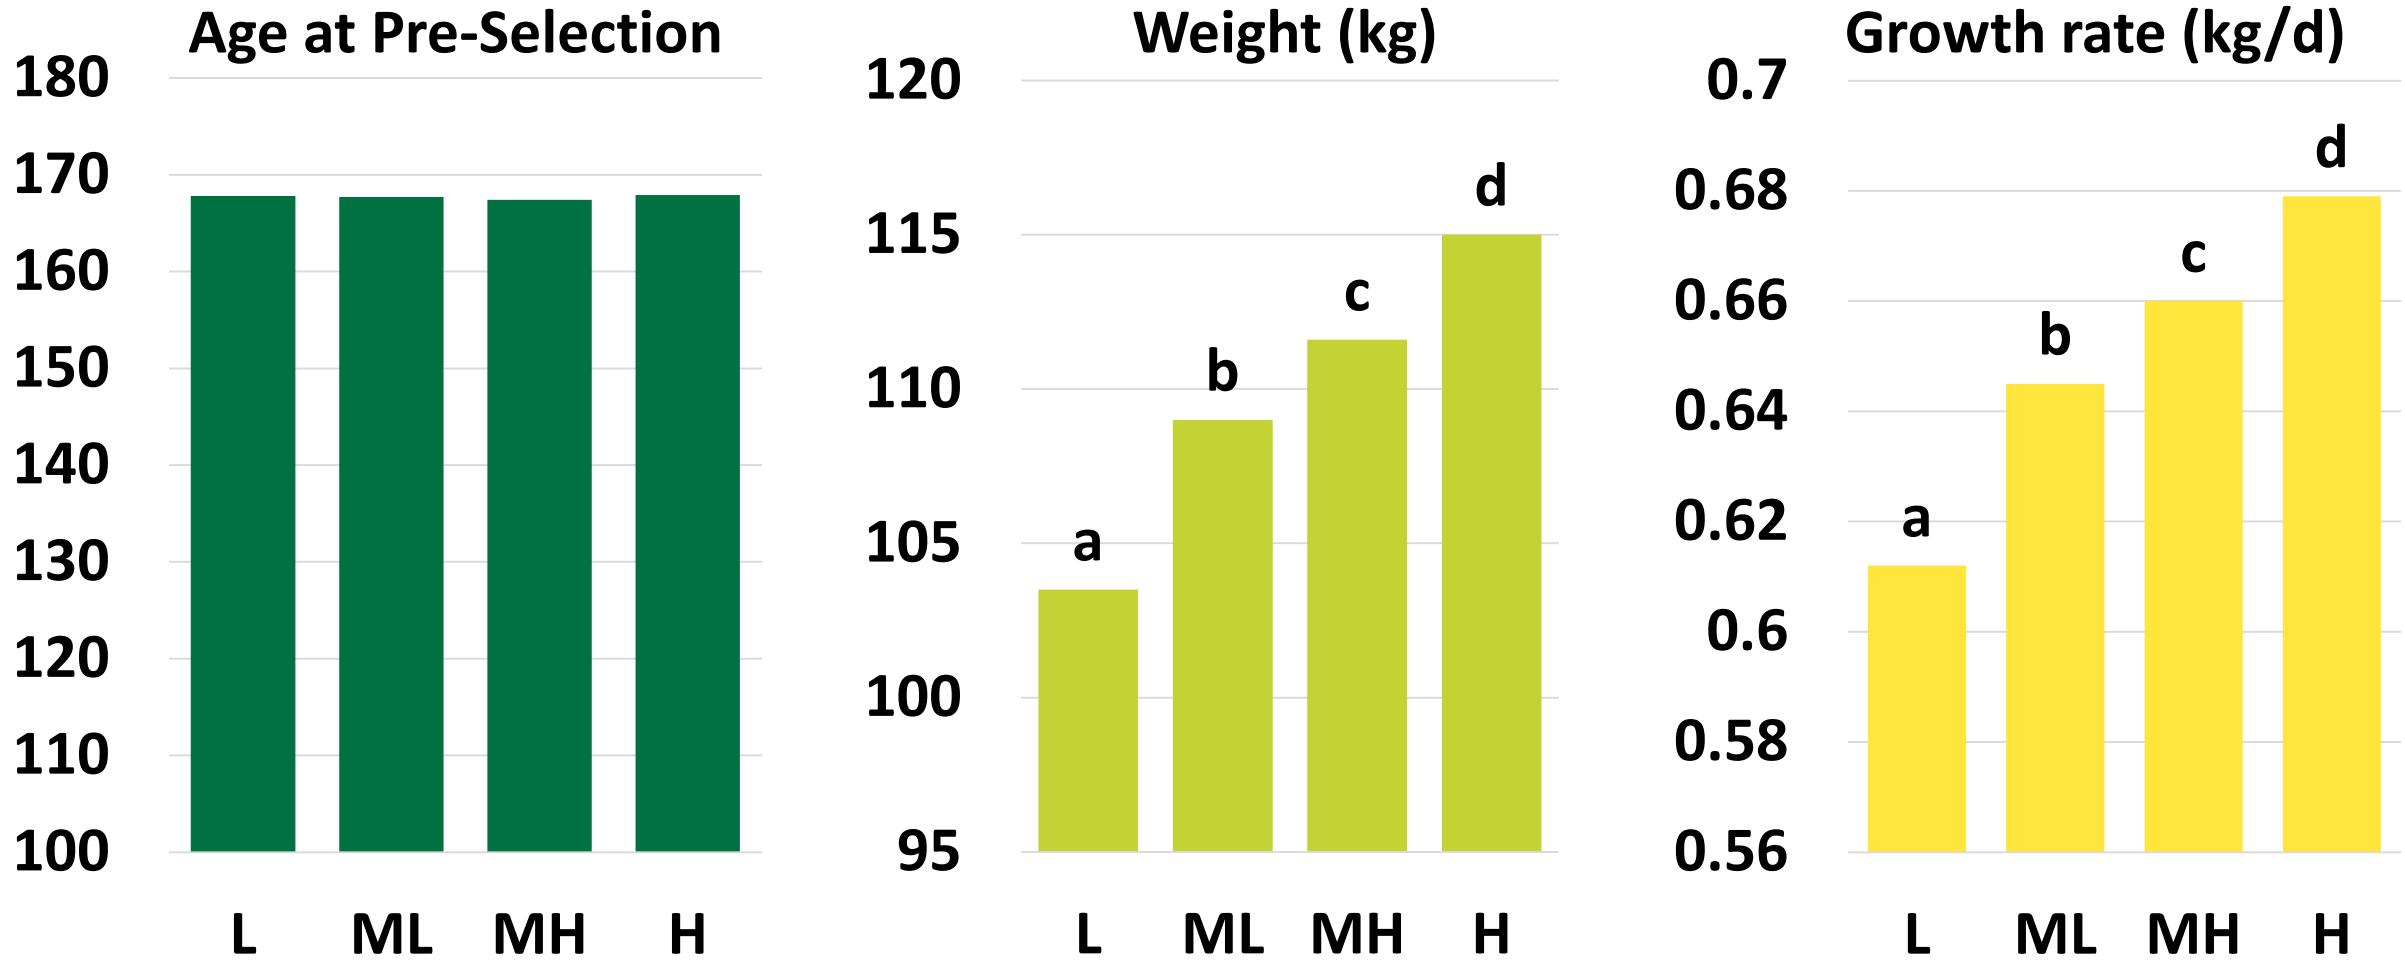 Age at Pre-Selection
180
170
160
150
140
130
120
110
100
L ML MH H
Weight (kg)
120
115
110
105
100
95
a
b
c
d
L ML MH H
Growth rate (kg/d)
0.7
0.68
0.66
0.64
0.62
0.6
0.58
0.56
a
b
c
d
L ML MH H